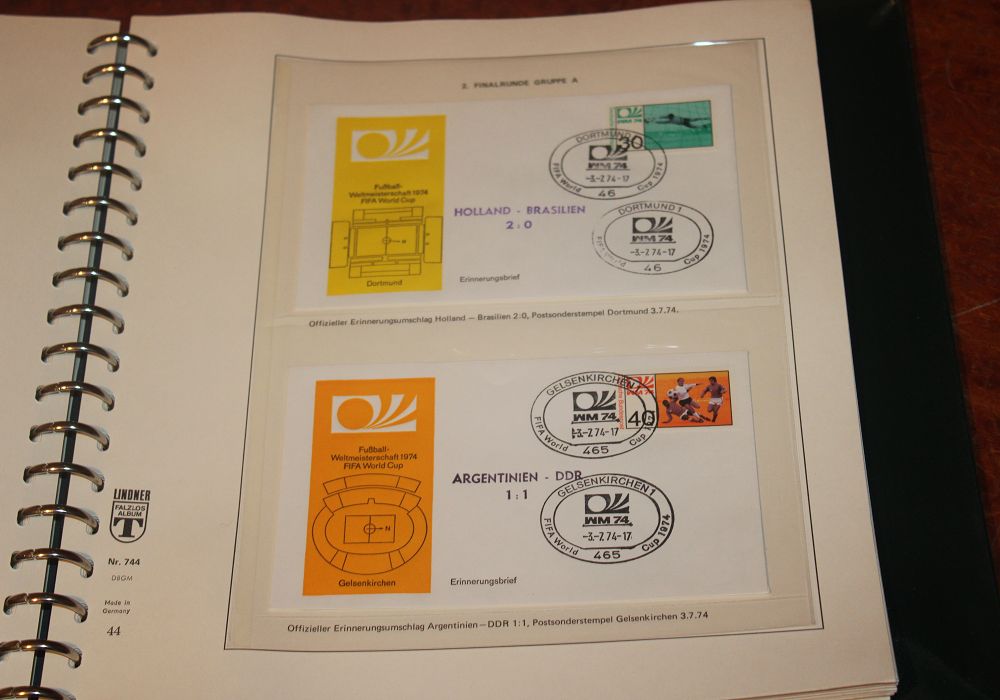 2. FINALRUNDE GRUPPE A
WM 74
30
DORTMUND
WM 74
-3.-7.74-17
FIFA World Cup 1974
46
Fußball-
Weltmeisterschaft 1974
FIFA World Cup
N
Dortmund
HOLLAND - BRASILIEN
2:0
DORTMUND 1
WM 74
-3.-7.74-17
Cup 1974
46
Erinnerungsbrief
Offizieller Erinnerungsumschlag Holland — Brasilien 2:0, Postsonderstempel Dortmund 3.7.74.
WM 74
40
GELSENKIRCHEN 1
WM 74
-3.-7.74-17
FIFA World Cup
465
Fußball-
Weltmeisterschaft 1974
FIFA World Cup
N
Gelsenkirchen
ARGENTINIEN - DDR
1:1
GELSENKIRCHEN 1
WM 74
-3.-7.74-17
FIFA World Cup 1974
465
Erinnerungsbrief
Offizieller Erinnerungsumschlag Argentinien — DDR 1:1, Postsonderstempel Gelsenkirchen 3.7.74
LINDNER
FALZLOS
ALBUM
T
Nr. 744
DBGM
Made in
Germany
44